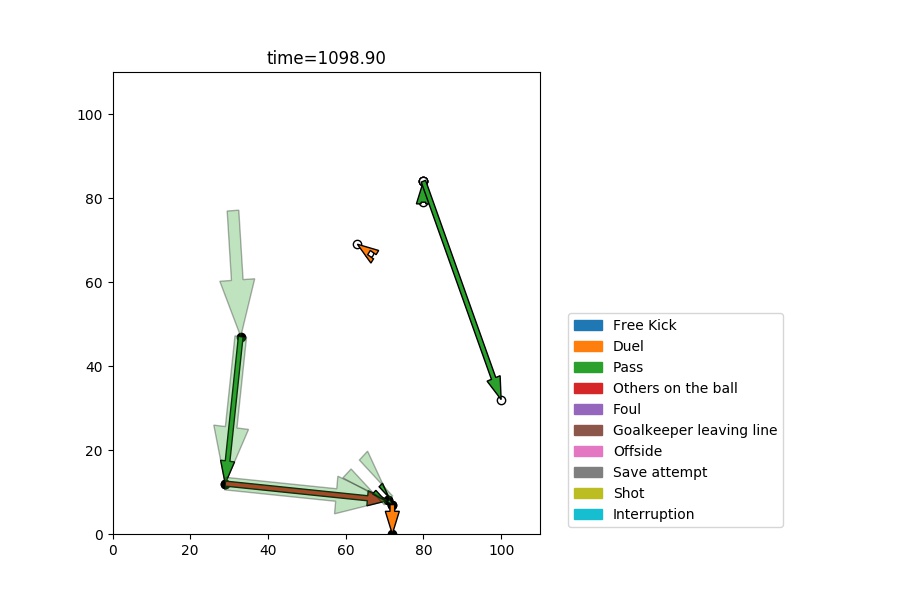 time=1098.90
100
80
60
40
20
0
0 20 40 60 80 100
Free Kick
Duel
Pass
Others on the ball
Foul
Goalkeeper leaving line
Offside
Save attempt
Shot
Interruption